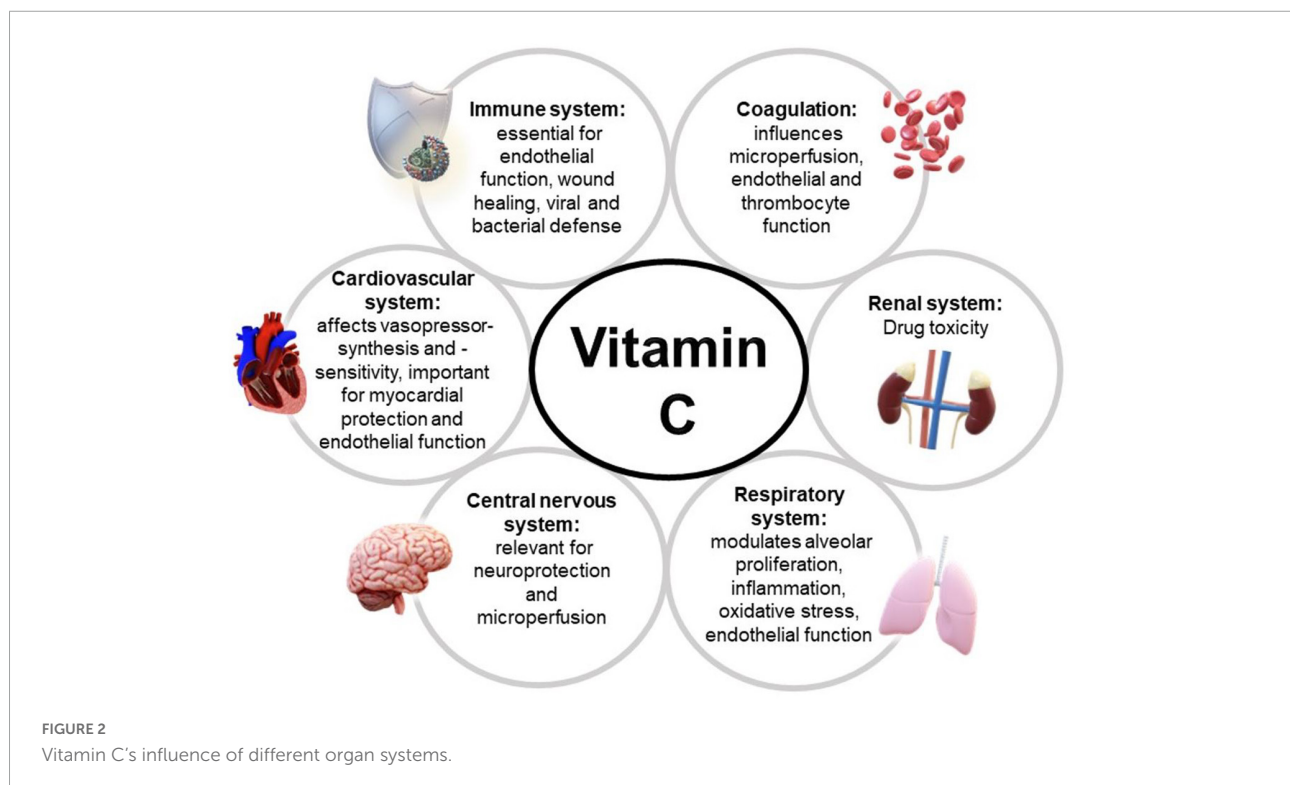 Immune system:
essential for
endothelial
function, wound
healing, viral and
bacterial defense
Coagulation:
influences
microperfusion,
endothelial and
thrombocyte
function
Cardiovascular
system:
affects vasopressor-
synthesis and -
sensitivity, important
for myocardial
protection and
endothelial function
Vitamin
C
Renal system:
Drug toxicity
Central nervous
system:
relevant for
neuroprotection
and
microperfusion
Respiratory
system:
modulates alveolar
proliferation,
inflammation,
oxidative stress,
endothelial function
FIGURE 2
Vitamin C's influence of different organ systems.